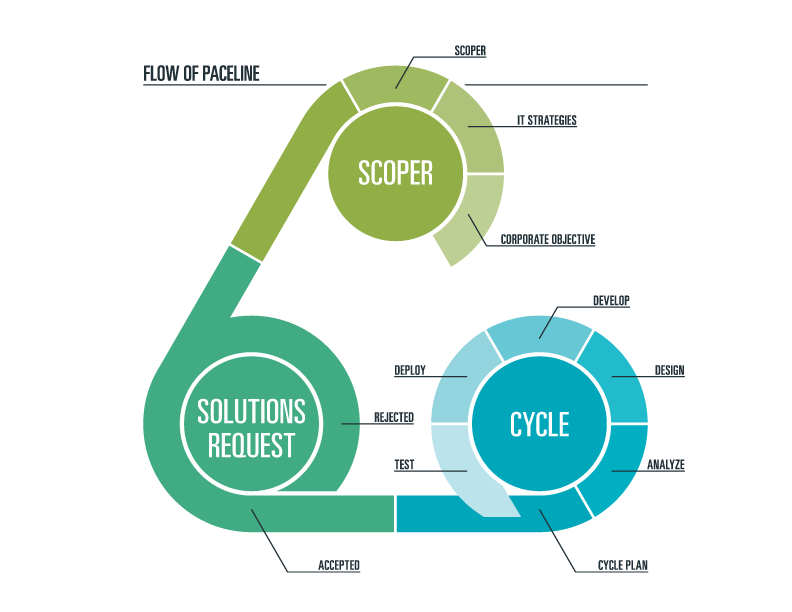 SCOPER
FLOW OF PACELINE
IT STRATEGIES
SCOPER
CORPORATE OBJECTIVE
DEVELOP
DEPLOY
DESIGN
SOLUTIONS
REQUEST
REJECTED
CYCLE
TEST
ANALYZE
ACCEPTED
CYCLE PLAN